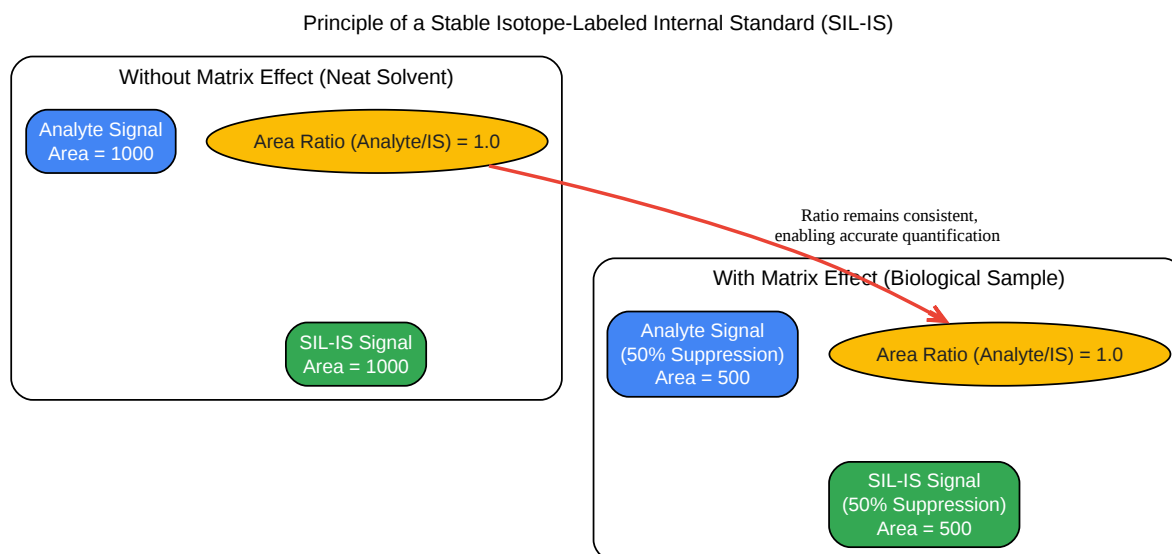 Principle of a Stable Isotope-Labeled Internal Standard (SIL-IS)
Without Matrix Effect (Neat Solvent)
Analyte Signal
Area = 1000
Area Ratio (Analyte/IS) = 1.0
SIL-IS Signal
Area = 1000
Ratio remains consistent,
enabling accurate quantification
With Matrix Effect (Biological Sample)
Analyte Signal
(50% Suppression)
Area = 500
Area Ratio (Analyte/IS) = 1.0
SIL-IS Signal
(50% Suppression)
Area = 500